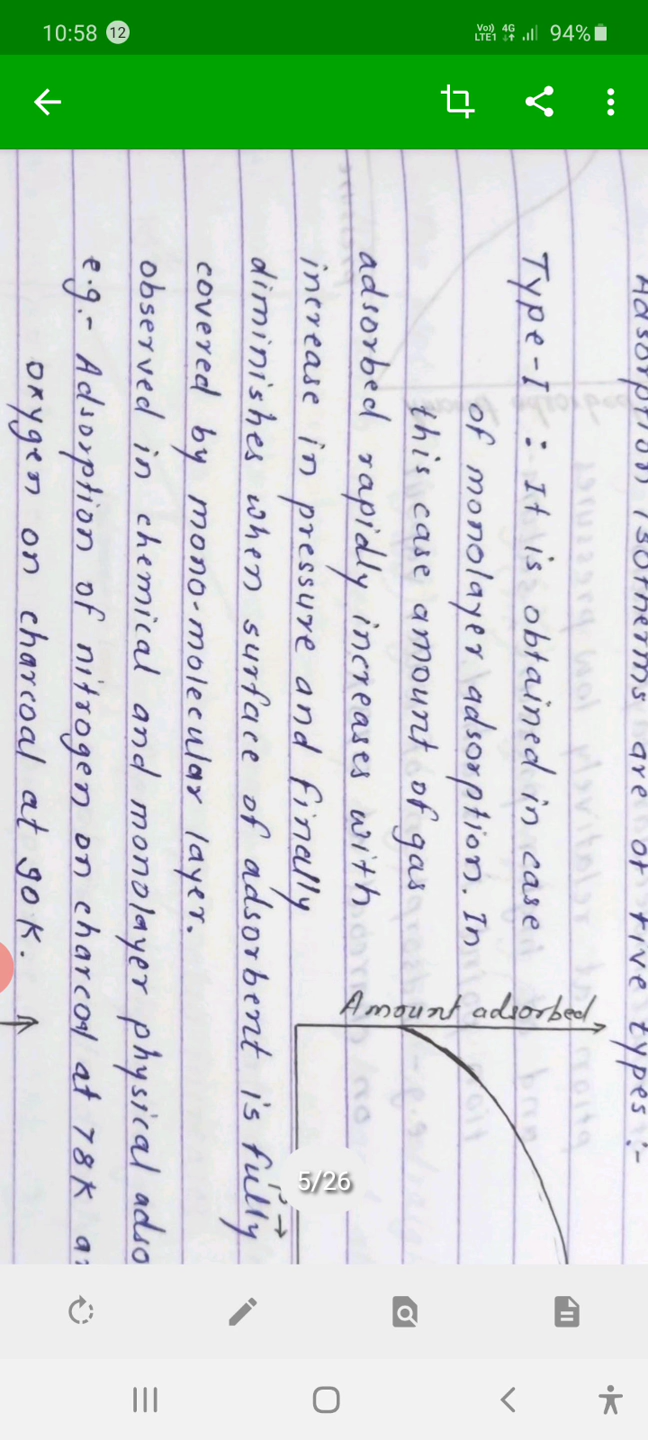 10:58 12 Vo)) 4G LTE1 94%
Adsorption isotherms are of five types:-
Type-I : It is obtained in case
of monolayer adsorption. In
this case amount of gas
adsorbed rapidly increases with
increase in pressure and finally
diminishes when surface of adsorbent is fully
covered by mono-molecular layer.
observed in chemical and monolayer physical adso
e.g.- Adsorption of nitrogen on charcoal at 78K
oxygen on charcoal at 90K.
Amount adsorbed
5/26